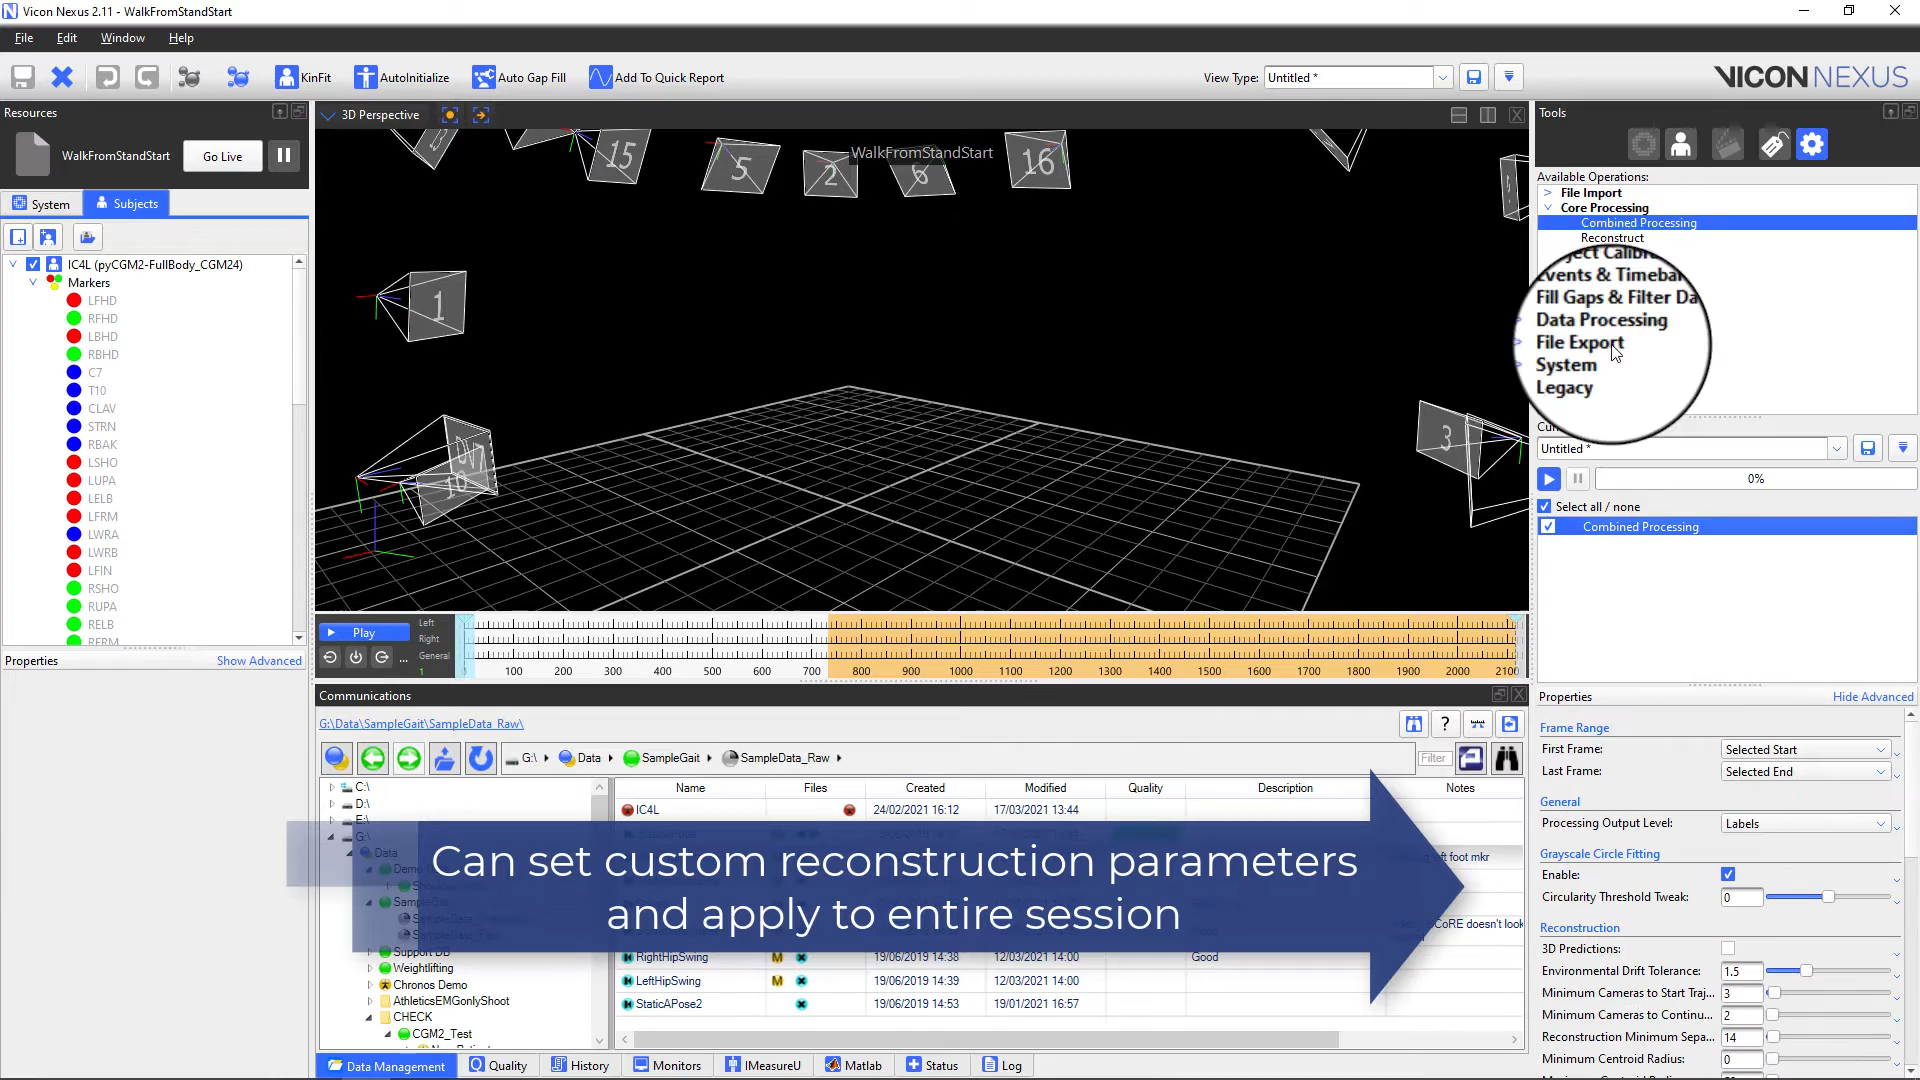 Vicon Nexus 2.11 - WalkFromStandStart
File Edit Window Help
KinFit AutoInitialize Auto Gap Fill Add To Quick Report
View Type: Untitled *
VICON NEXUS
Resources
WalkFromStandStart
Go Live
System Subjects
IC4L (pyCGM2-FullBody_CGM24)
Markers
LFHD
RFHD
LBHD
RBHD
C7
T10
CLAV
STRN
RBAK
LSHO
LUPA
LELB
LFRM
LWRA
LWRB
LFIN
RSHO
RUPA
RELB
RFRM
Properties Show Advanced
3D Perspective
WalkFromStandStart
15 5 2 6 16
1
3
Play
Left
Right
General
1
...
100 200 300 400 500 600 700 800 900 1000 1100 1200 1300 1400 1500 1600 1700 1800 1900 2000 2100
Communications
G:\Data\SampleGait\SampleData_Raw\
G:\ Data SampleGait SampleData_Raw
Filter
C:\
D:\
E:\
G:\
Data
Weightlifting
Chronos Demo
AthleticsEMGonlyShoot
CHECK
CGM2_Test
Name Files Created Modified Quality Description Notes
IC4L 24/02/2021 16:12 17/03/2021 13:44
RightHipSwing M 19/06/2019 14:38 12/03/2021 14:00 Good
LeftHipSwing M 19/06/2019 14:39 12/03/2021 14:00
StaticAPose2 19/06/2019 14:53 19/01/2021 16:57
Can set custom reconstruction parameters
and apply to entire session
Data Management Quality History Monitors IMeasureU Matlab Status Log
Tools
Available Operations:
File Import
Core Processing
Combined Processing
Reconstruct
Events & Timebar
Fill Gaps & Filter Da
Data Processing
File Export
System
Legacy
Untitled *
0%
Select all / none
Combined Processing
Properties Hide Advanced
Frame Range
First Frame: Selected Start
Last Frame: Selected End
General
Processing Output Level: Labels
Grayscale Circle Fitting
Enable:
Circularity Threshold Tweak: 0
Reconstruction
3D Predictions:
Environmental Drift Tolerance: 1.5
Minimum Cameras to Start Traj... 3
Minimum Cameras to Continu... 2
Reconstruction Minimum Sepa... 14
Minimum Centroid Radius: 0